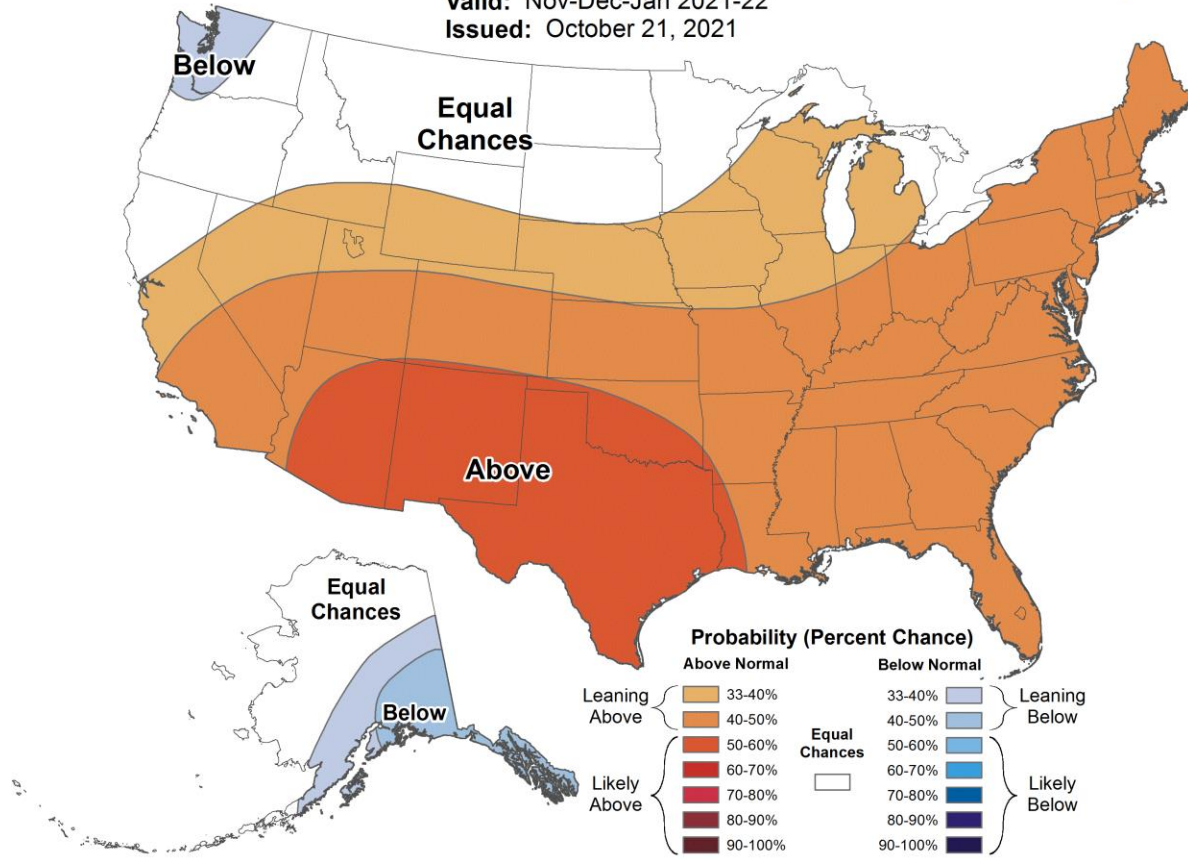 Valid: Nov-Dec-Jan 2021-22
Issued: October 21, 2021
Below
Equal
Chances
Above
Equal
Chances
Below
Probability (Percent Chance)
Above Normal
Below Normal
Leaning
Above
33-40%
40-50%
Likely
Above
50-60%
60-70%
70-80%
80-90%
90-100%
Equal
Chances
33-40%
40-50%
Leaning
Below
50-60%
60-70%
70-80%
80-90%
90-100%
Likely
Below